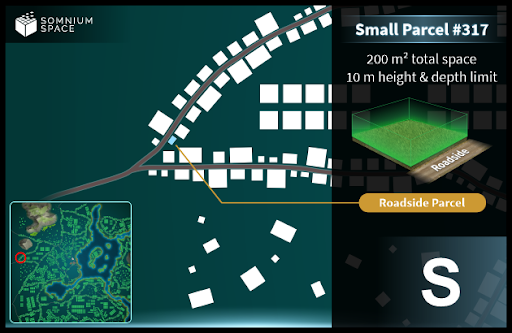 SOMNIUM
SPACE
Small Parcel #317
200 m² total space
10 m height & depth limit
Roadside
Roadside Parcel
S